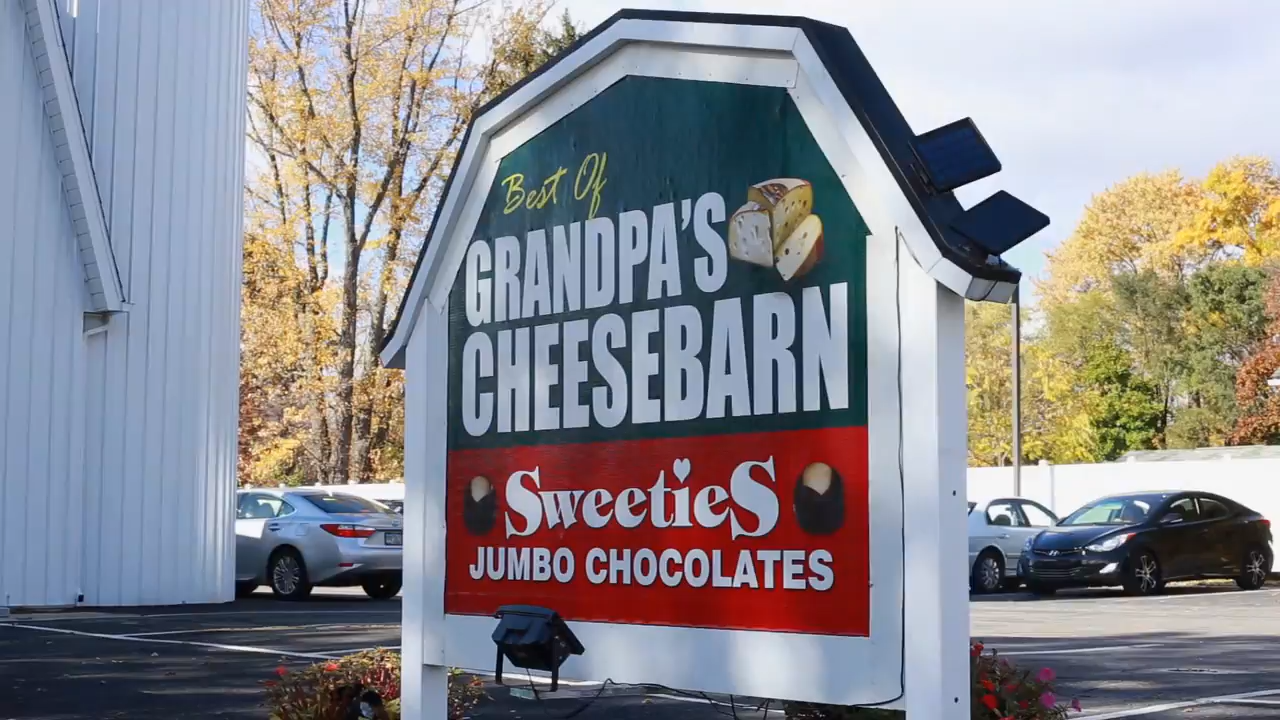 Best Of
GRANDPA'S
CHEESEBARN
SweetieS
JUMBO CHOCOLATES